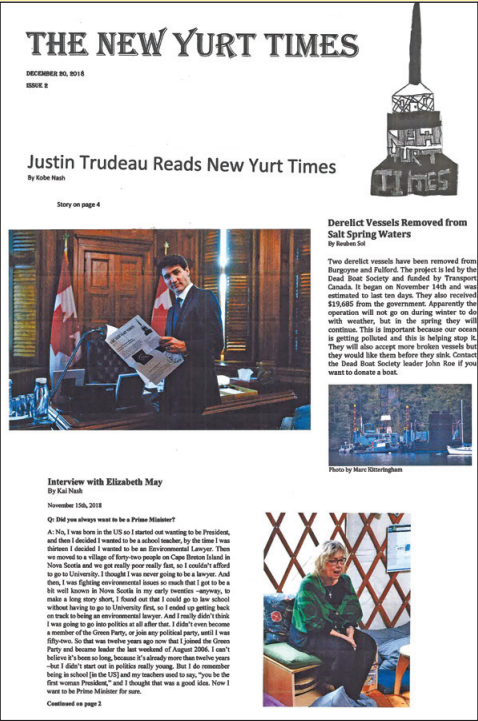 THE NEW YURT TIMES
DECEMBER 20, 2018
ISSUE 2
THE
NEW
YURT
TIMES
Justin Trudeau Reads New Yurt Times
By Kobe Nash
Story on page 4
Derelict Vessels Removed from
Salt Spring Waters
By Reuben Sol
Two derelict vessels have been removed from
Burgoyne and Fulford. The project is led by the
Dead Boat Society and funded by Transport
Canada. It began on November 14th and was
estimated to last ten days. They also received
$19,685 from the government. Apparently the
operation will not go on during winter to do
with weather, but in the spring they will
continue. This is important because our ocean
is getting polluted and this is helping stop it.
They will also accept more broken vessels but
they would like them before they sink. Contact
the Dead Boat Society leader John Roe if you
want to donate a boat.
Photo by Marc Kitteringham
Interview with Elizabeth May
By Kai Nash
November 15th, 2018
Q: Did you always want to be a Prime Minister?
A: No, I was born in the US so I started out wanting to be President,
and then I decided I wanted to be a school teacher, by the time I was
thirteen I decided I wanted to be an Environmental Lawyer. Then
we moved to a village of forty-two people on Cape Breton Island in
Nova Scotia and we got really poor really fast, so I couldn't afford
to go to University. I thought I was never going to be a lawyer. And
then, I was fighting environmental issues so much that I got to be a
bit well known in Nova Scotia in my early twenties –anyway, to
make a long story short, I found out that I could go to law school
without having to go to University first, so I ended up getting back
on track to being an environmental lawyer. And I really didn't think
I was going to go into politics at all after that. I didn't even become
a member of the Green Party, or join any political party, until I was
fifty-two. So that was twelve years ago now that I joined the Green
Party and became leader the last weekend of August 2006. I can't
believe it's been so long, because it's already more than twelve years
–but I didn't start out in politics really young. But I do remember
being in school [in the US] and my teachers used to say, "you be the
first woman President," and I thought that was a good idea. Now I
want to be Prime Minister for sure.
Continued on page 2